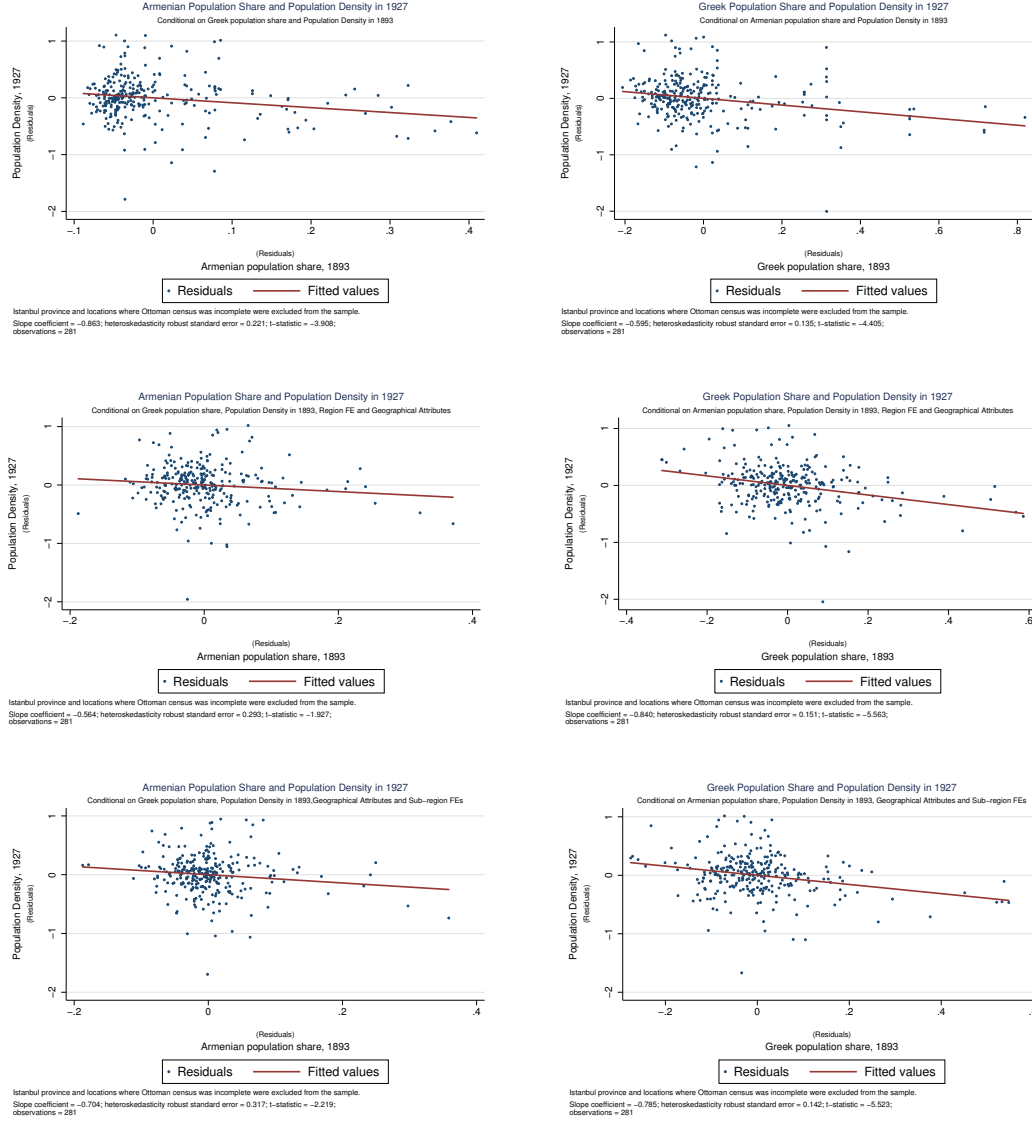 Armenian Population Share and Population Density in 1927
Conditional on Greek population share and Population Density in 1893
Population Density, 1927
(Residuals)
1
0
−1
−2
−.1
0
.1
.2
.3
.4
(Residuals)
Armenian population share, 1893
Residuals
Fitted values
Istanbul province and locations where Ottoman census was incomplete were excluded from the sample.
Slope coefficient = −0.863; heteroskedasticity robust standard error = 0.221; t−statistic = −3.908;
observations = 281
Greek Population Share and Population Density in 1927
Conditional on Armenian population share and Population Density in 1893
Population Density, 1927
(Residuals)
1
0
−1
−2
−.2
0
.2
.4
.6
.8
(Residuals)
Greek population share, 1893
Residuals
Fitted values
Istanbul province and locations where Ottoman census was incomplete were excluded from the sample.
Slope coefficient = −0.595; heteroskedasticity robust standard error = 0.135; t−statistic = −4.405;
observations = 281
Armenian Population Share and Population Density in 1927
Conditional on Greek population share, Population Density in 1893, Region FE and Geographical Attributes
Population Density, 1927
(Residuals)
1
0
−1
−2
−.2
0
.2
.4
(Residuals)
Armenian population share, 1893
Residuals
Fitted values
Istanbul province and locations where Ottoman census was incomplete were excluded from the sample.
Slope coefficient = −0.564; heteroskedasticity robust standard error = 0.293; t−statistic = −1.927;
observations = 281
Greek Population Share and Population Density in 1927
Conditional on Armenian population share, Population Density in 1893, Region FE and Geographical Attributes
Population Density, 1927
(Residuals)
1
0
−1
−2
−.4
−.2
0
.2
.4
.6
(Residuals)
Greek population share, 1893
Residuals
Fitted values
Istanbul province and locations where Ottoman census was incomplete were excluded from the sample.
Slope coefficient = −0.840; heteroskedasticity robust standard error = 0.151; t−statistic = −5.563;
observations = 281
Armenian Population Share and Population Density in 1927
Conditional on Greek population share, Population Density in 1893,Geographical Attributes and Sub−region FEs
Population Density, 1927
(Residuals)
1
0
−1
−2
−.2
0
.2
.4
(Residuals)
Armenian population share, 1893
Residuals
Fitted values
Istanbul province and locations where Ottoman census was incomplete were excluded from the sample.
Slope coefficient = −0.704; heteroskedasticity robust standard error = 0.317; t−statistic = −2.219;
observations = 281
Greek Population Share and Population Density in 1927
Conditional on Armenian population share, Population Density in 1893, Geographical Attributes and Sub−region FEs
Population Density, 1927
(Residuals)
1
0
−1
−2
−.2
0
.2
.4
(Residuals)
Greek population share, 1893
Residuals
Fitted values
Istanbul province and locations where Ottoman census was incomplete were excluded from the sample.
Slope coefficient = −0.785; heteroskedasticity robust standard error = 0.142; t−statistic = −5.523;
observations = 281